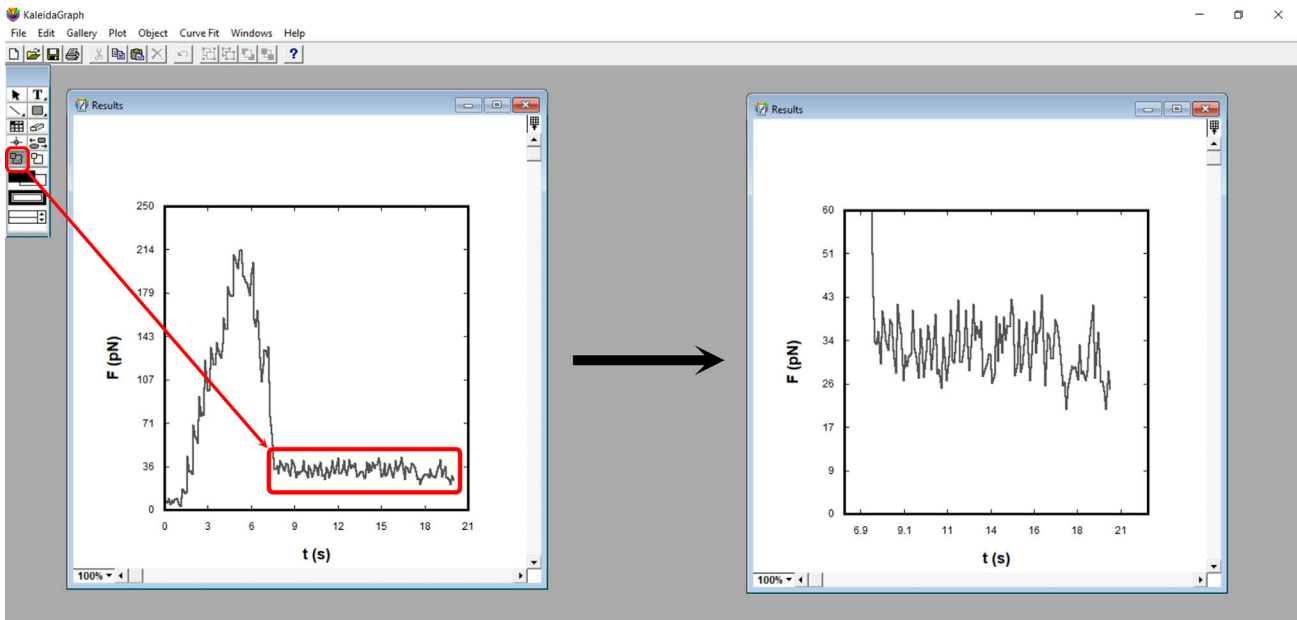 KaleidaGraph
File Edit Gallery Plot Object Curve Fit Windows Help
?
T
Results
250
214
179
143
107
71
36
0
0 3 6 9 12 15 18 21
F (pN)
t (s)
100%
Results
60
51
43
34
26
17
9
0
6.9 9.1 11 14 16 18 21
F (pN)
t (s)
100%